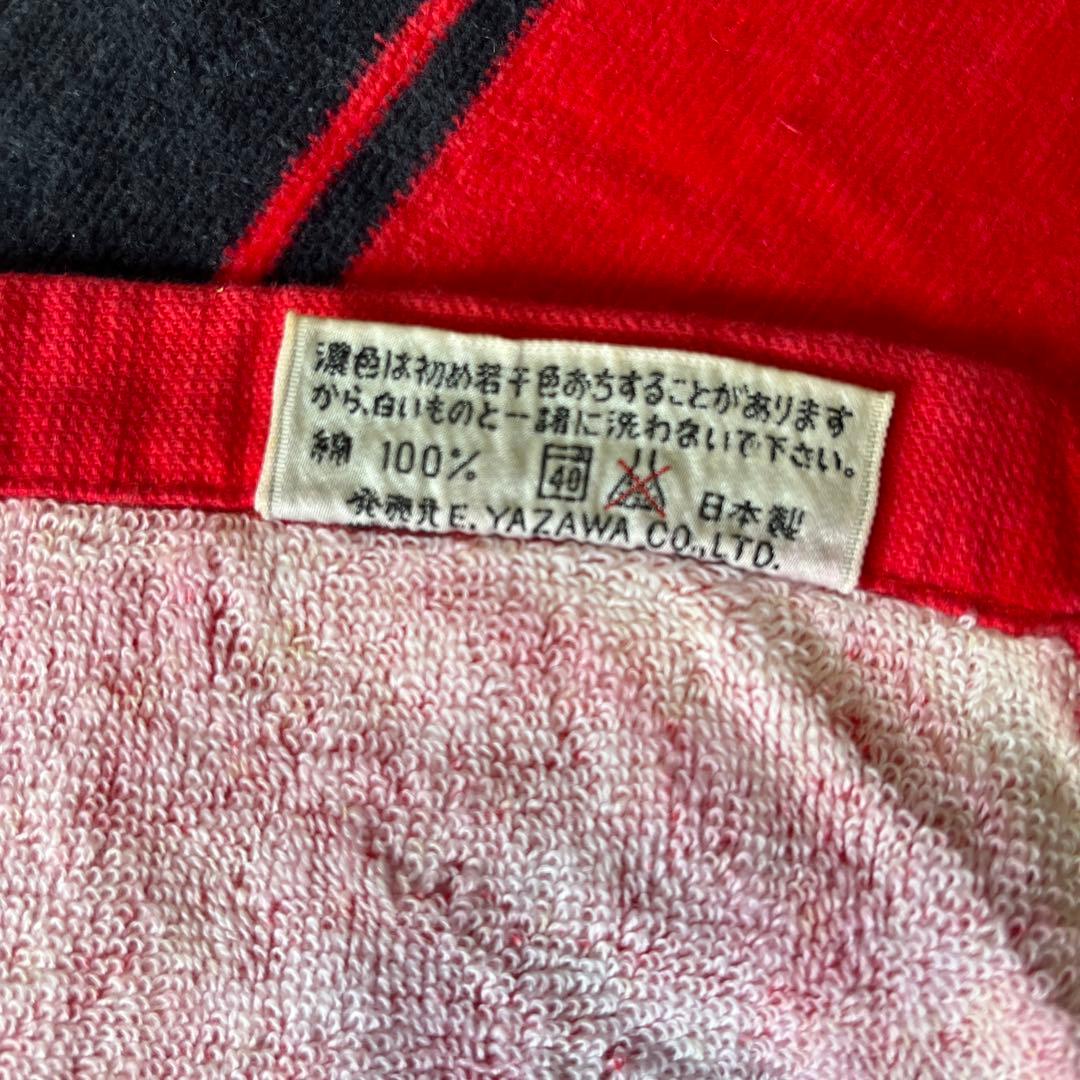 濃色は初め若干色おちすることがあります
から、白いものと一諸に洗わないで下さい。
綿 100% 40 日本製
発売元 E. YAZAWA CO.,LTD.